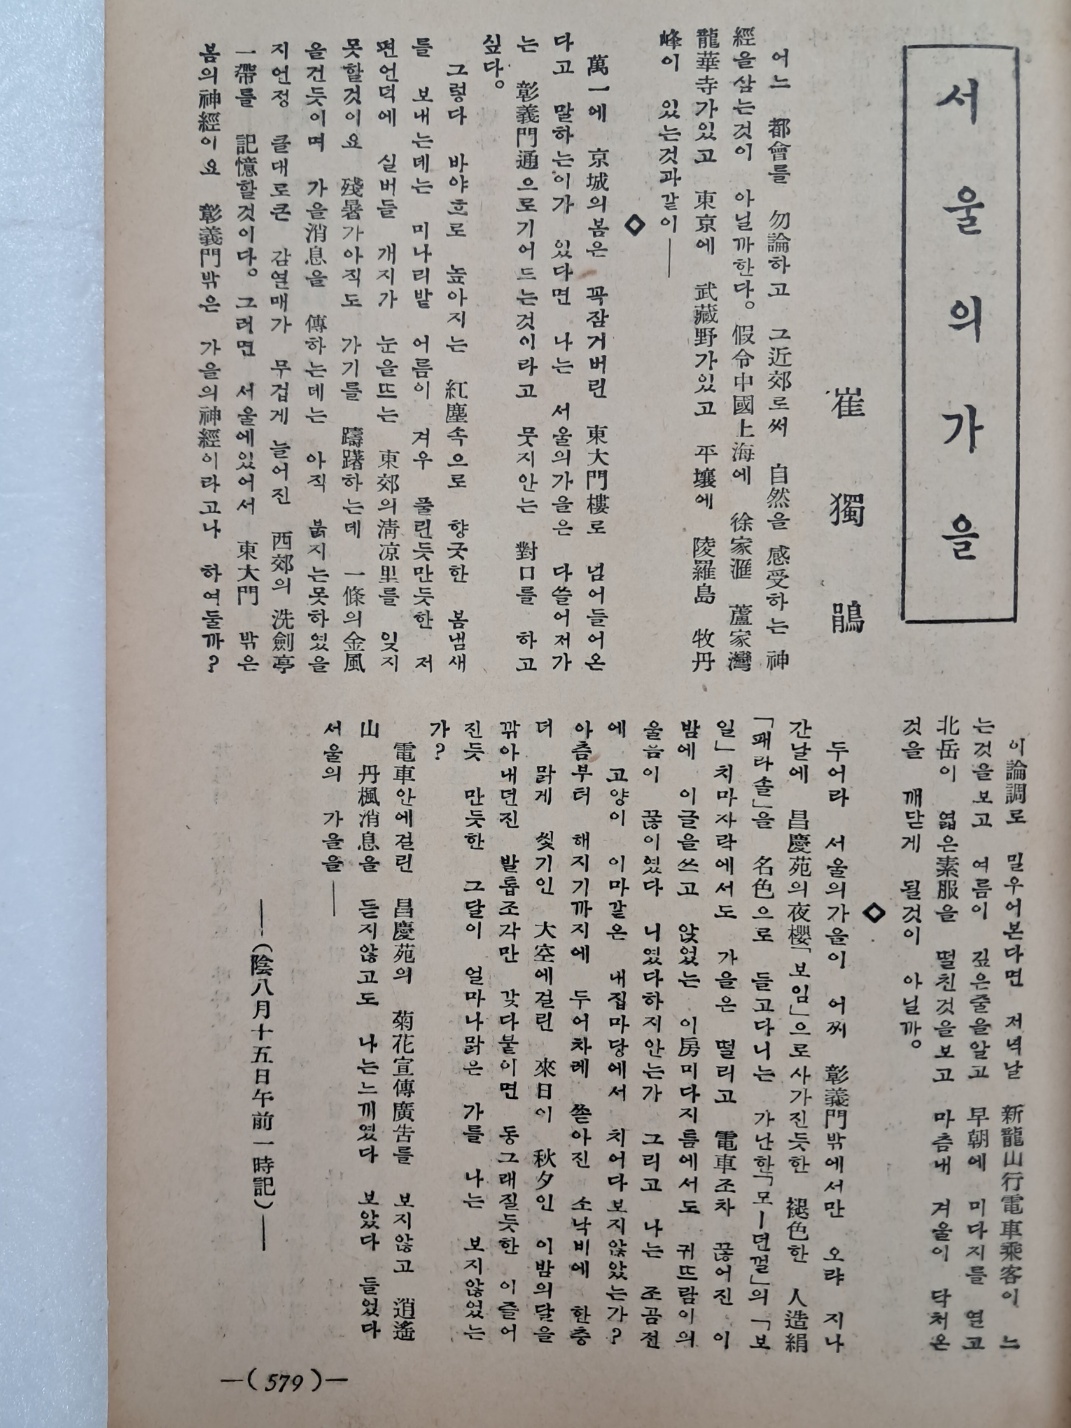 서울의가을
崔獨鵑
어느 都會를 勿論하고 그近郊로써 自然을 感受하는 神
經을삼는것이 아닐까한다。假令中國上海에 徐家滙 蘆家灣
龍華寺가있고 東京에 武藏野가있고 平壤에 陵羅島 牧丹
峰이 있는것과같이──
◇
萬一에 京城의봄은 꼭잠거버린 東大門樓로 넘어들어온
다고 말하는이가 있다면 나는 서울의가을은 다쓸어저가
는 彰義門通으로기어드는것이라고 뭇지안는 對口를 하고
싶다。
그렇다 바야흐로 높아지는 紅塵속으로 향긋한 봄냄새
를 보내는데는 미나리밭 어름이 겨우 풀린듯만듯한 저
편언덕에 실버들 개지가 눈을뜨는 東郊의淸凉里를 잊지
못할것이요 殘暑가아직도 가기를 躊躇하는데 一條의金風
을건듯이며 가을消息을 傳하는데는 아직 붉지는못하였을
지언정 클대로큰 감열매가 무겁게 늘어진 西郊의 洗劍亭
一帶를 記憶할것이다。그러면 서울에있어서 東大門 밖은
봄의神經이요 彰義門밖은 가을의神經이라고나 하여둘까?
이論調로 밀우어본다면 저녁날 新龍山行電車乘客이 느
는것을보고 여름이 깊은줄을알고 早朝에 미다지를 열고
北岳이 엷은素服을 떨친것을보고 마츰내 겨울이 닥처온
것을 깨닫게 될것이 아닐까。
◇
두어라 서울의가을이 어찌 彰義門밖에서만 오랴 지나
간날에 昌慶苑의夜櫻「보임」으로사가진듯한 褪色한 人造絹
「패라솔」을 名色으로 들고다니는 가난한「모─던껄」의「보
일」치마자락에서도 가을은 떨리고 電車조차 끊어진 이
밤에 이글을쓰고 앉었는 이房미다지틈에서도 귀뜨람이의
울음이 끊이였다 니였다하지안는가 그리고 나는 조곰전
에 고양이 이마같은 내집마당에서 치어다보지않았는가?
아츰부터 해지기까지에 두어차례 쏟아진 소낙비에 한층
더 맑게 씻기인 大空에걸린 來日이 秋夕인 이밤의달을
깎아내던진 발톱조각만 갖다붙이면 동그래질듯한 이즐어
진듯 만듯한 그달이 얼마나맑은 가를 나는 보지않었는
가?
電車안에걸린 昌慶苑의 菊花宣傳廣告를 보지않고 逍遙
山 丹楓消息을 듣지않고도 나는느끼였다 보았다 들었다
서울의 가을을──
──(陰八月十五日午前一時記)──
—(579)—